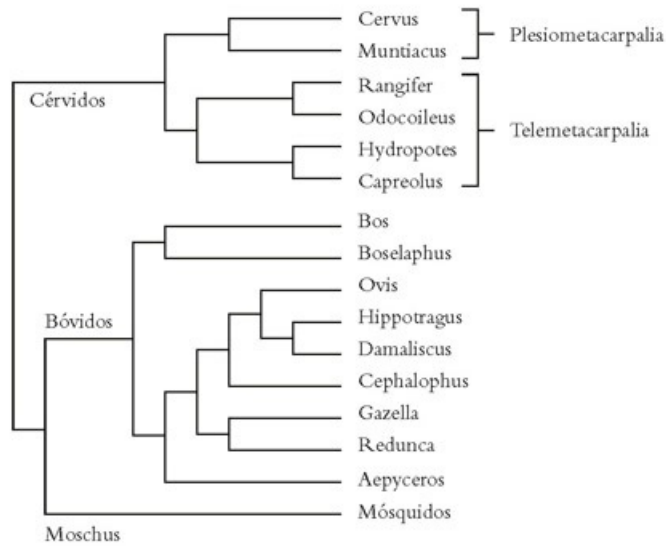 Cervus
Muntiacus
Plesiometacarpalia
Rangifer
Cérvidos
Odocoileus
Telemetacarpalia
Hydropotes
Capreolus
Bos
Boselaphus
Ovis
Bóvidos
Hippotragus
Damaliscus
Cephalophus
Gazella
Redunca
Aepyceros
Mósquidos
Moschus